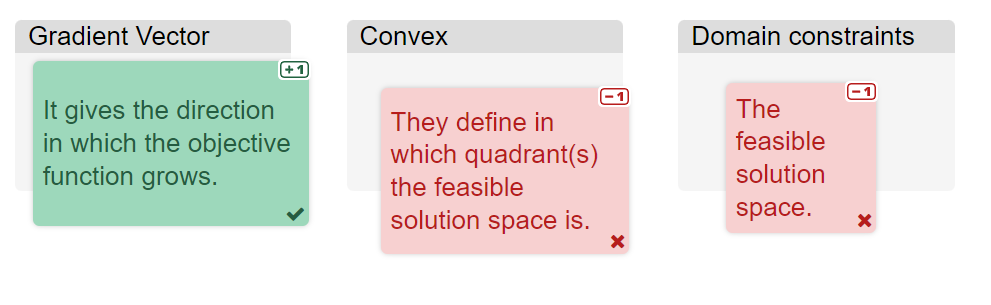 Gradient Vector
+1
It gives the direction
in which the objective
function grows.
Convex
−1
They define in
which quadrant(s)
the feasible
solution space is.
Domain constraints
−1
The
feasible
solution
space.